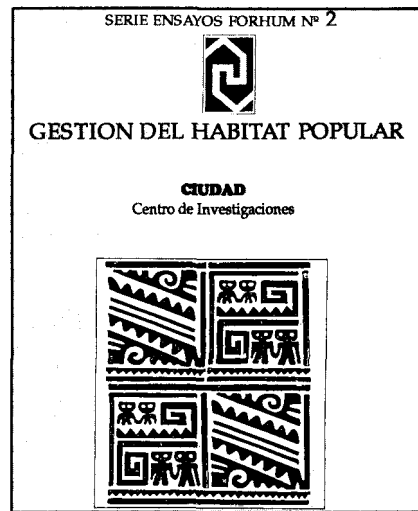 SERIE ENSAYOS FORHUM Nº 2
GESTION DEL HABITAT POPULAR
CIUDAD
Centro de Investigaciones